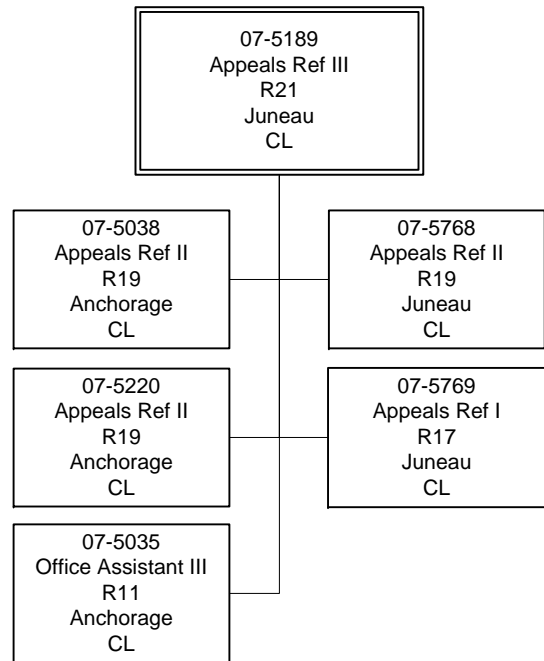 07-5189
Appeals Ref III
R21
Juneau
CL
07-5038
Appeals Ref II
R19
Anchorage
CL
07-5768
Appeals Ref II
R19
Juneau
CL
07-5220
Appeals Ref II
R19
Anchorage
CL
07-5769
Appeals Ref I
R17
Juneau
CL
07-5035
Office Assistant III
R11
Anchorage
CL